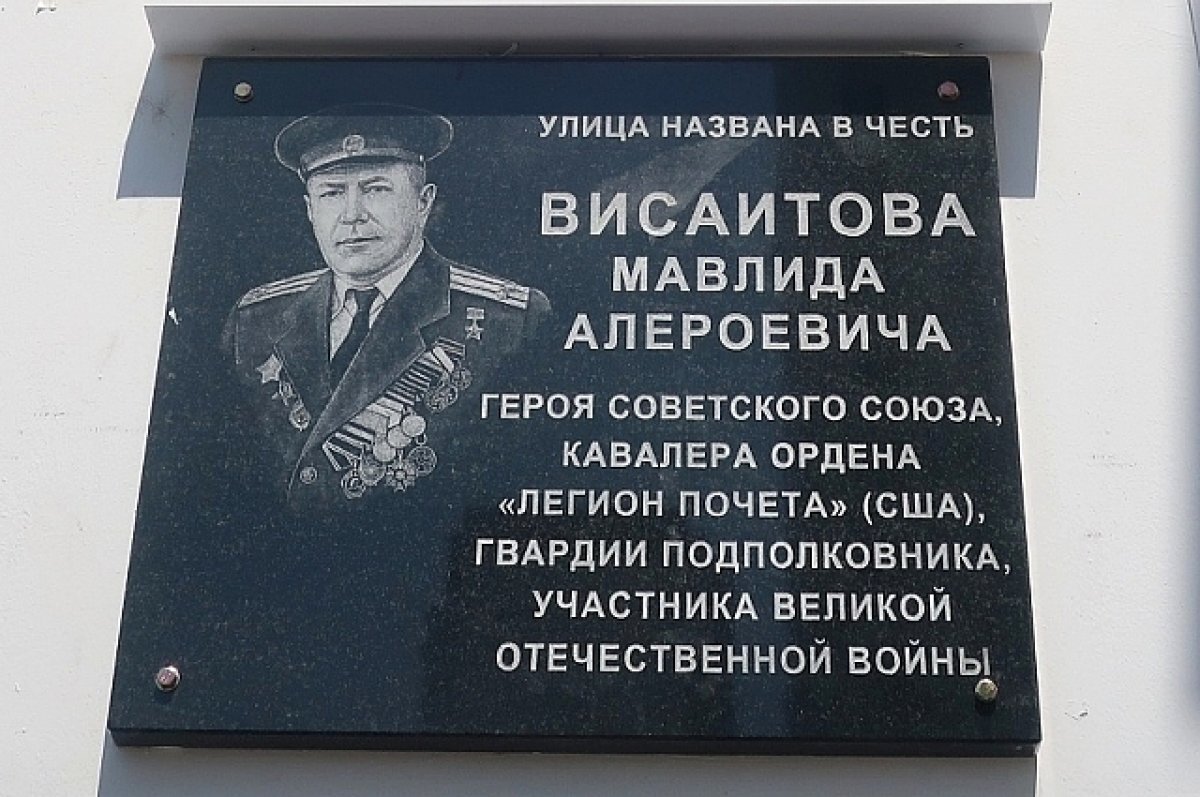 УЛИЦА НАЗВАНА В ЧЕСТЬ
ВИСАИТОВА
МАВЛИДА
АЛЕРОЕВИЧА
ГЕРОЯ СОВЕТСКОГО СОЮЗА,
КАВАЛЕРА ОРДЕНА
«ЛЕГИОН ПОЧЕТА» (США),
ГВАРДИИ ПОДПОЛКОВНИКА,
УЧАСТНИКА ВЕЛИКОЙ
ОТЕЧЕСТВЕННОЙ ВОЙНЫ